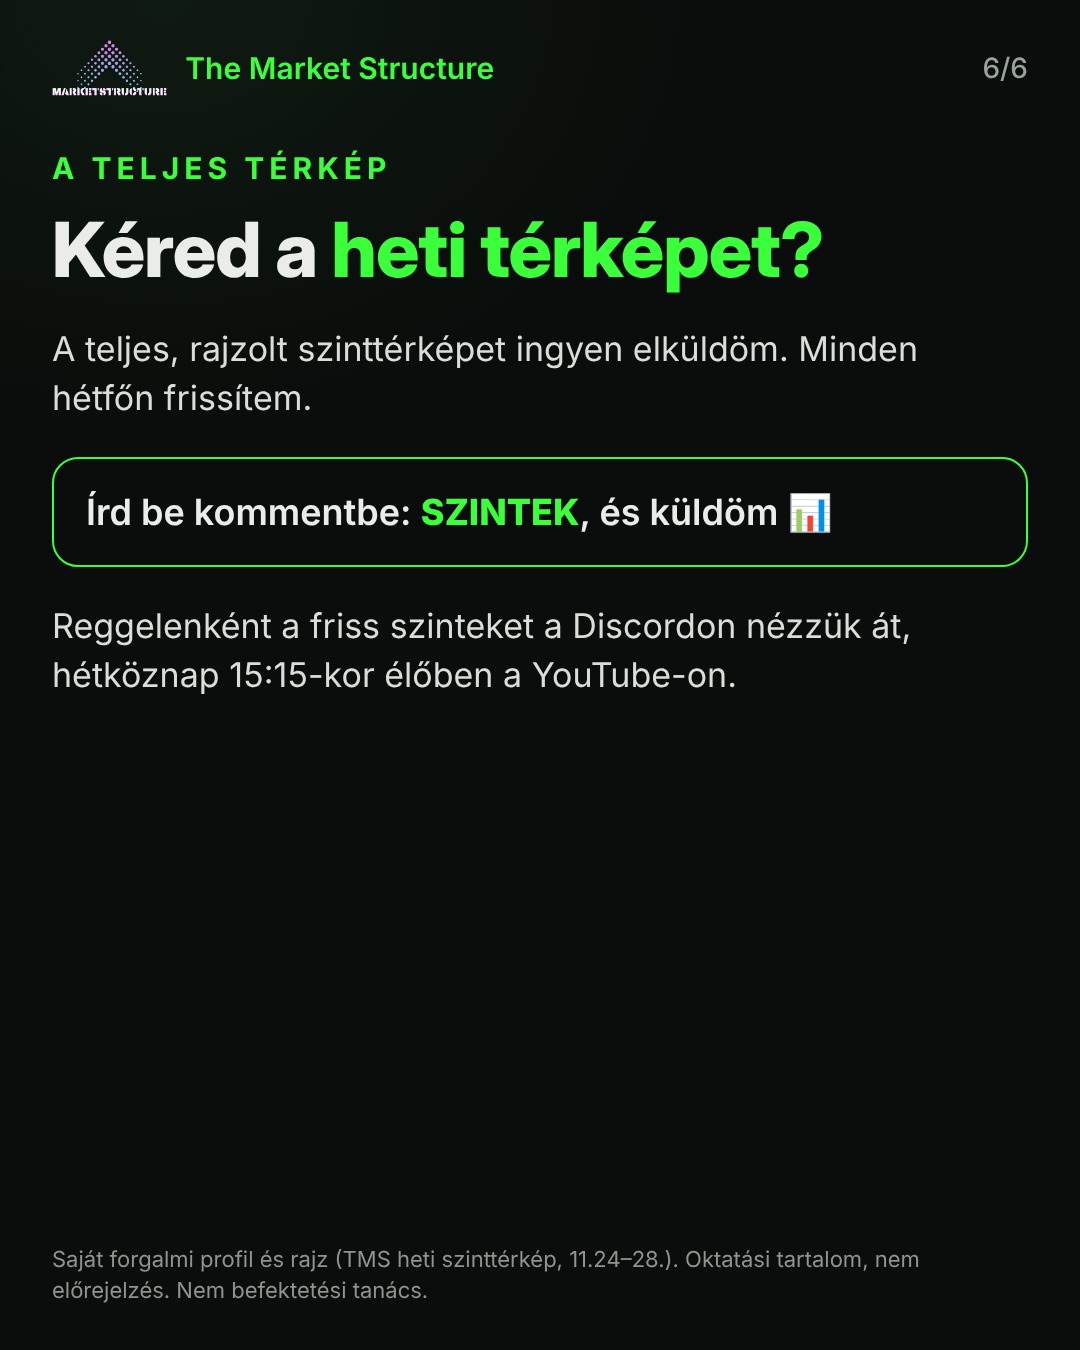 MARKETSTRUCTURE
The Market Structure
6/6
A TELJES TÉRKÉP
Kéred a heti térképet?
A teljes, rajzolt szinttérképet ingyen elküldöm. Minden
hétfőn frissítem.
Írd be kommentbe: SZINTEK, és küldöm 📊
Reggelenként a friss szinteket a Discordon nézzük át,
hétköznap 15:15-kor élőben a YouTube-on.
Saját forgalmi profil és rajz (TMS heti szinttérkép, 11.24–28.). Oktatási tartalom, nem
előrejelzés. Nem befektetési tanács.